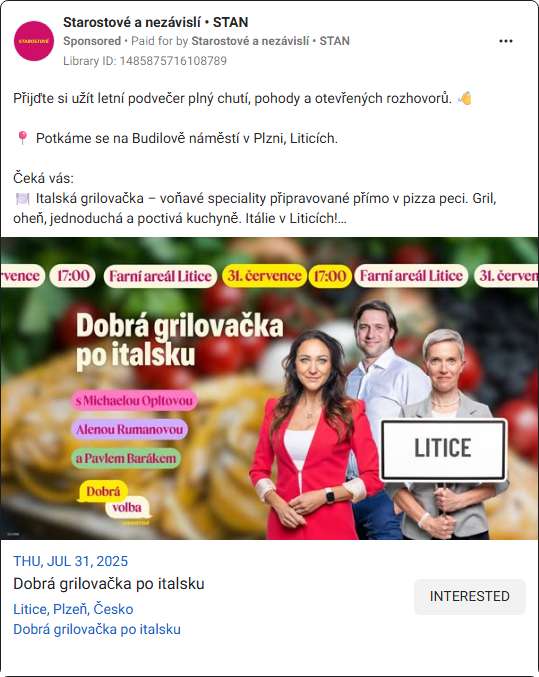 STAROSTOVÉ
Starostové a nezávislí • STAN
Sponsored • Paid for by Starostové a nezávislí • STAN
Library ID: 1485875716108789
Přijďte si užít letní podvečer plný chutí, pohody a otevřených rozhovorů.
Potkáme se na Budilově náměstí v Plzni, Liticích.
Čeká vás:
Italská grilovačka – voňavé speciality připravované přímo v pizza peci. Gril,
oheň, jednoduchá a poctivá kuchyně. Itálie v Liticích!...
rvence 17:00 Farní areál Litice 31. července v 17:00 Farní areál Litice 31. červen
Dobrá grilovačka
po italsku
s Michaelou Opltovou
Alenou Rumanovou
a Pavlem Barákem
Dobrá
volba
LITICE
THU, JUL 31, 2025
Dobrá grilovačka po italsku
Litice, Plzeň, Česko
Dobrá grilovačka po italsku
INTERESTED